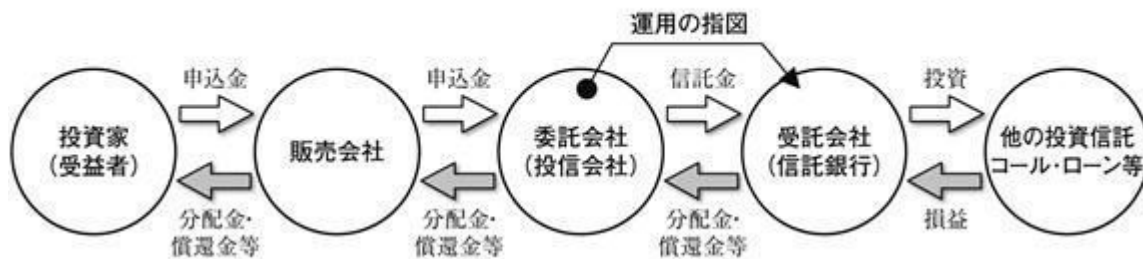 運用の指図
申込金
申込金
信託金
投資
投資家
(受益者)
販売会社
委託会社
(投信会社)
受託会社
(信託銀行)
他の投資信託
コール・ローン等
分配金・
償還金等
分配金・
償還金等
分配金・
償還金等
損益